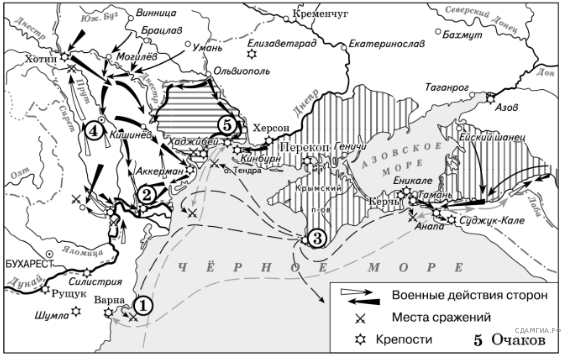 Днестр
Юж. Буг
Винница
Брацлав
Умань
Могилёв
Хотин
Кременчуг
Елизаветград
Екатеринослав
Северский Донец
Бахмут
Дон
Ольвиополь
Днестр
Днепр
Таганрог
Азов
Прут
Сирет
4
Кишинёв
5
Хаджибей
Херсон
Кинбурн
Перекоп
Геничи
Ейский шанец
АЗОВСКОЕ
МОРЕ
Аккерман
о. Тендра
Крымский
п-ов
Еникале
Тамань
Керчь
Лаба
Олт
2
3
Анапа
Суджук-Кале
Яломица
БУХАРЕСТ
Дунай
Силистрия
Рущук
Варна
1
Шумла
ЧЁРНОЕ МОРЕ
Военные действия сторон
Места сражений
Крепости
5 Очаков
СДАМГИА.РФ